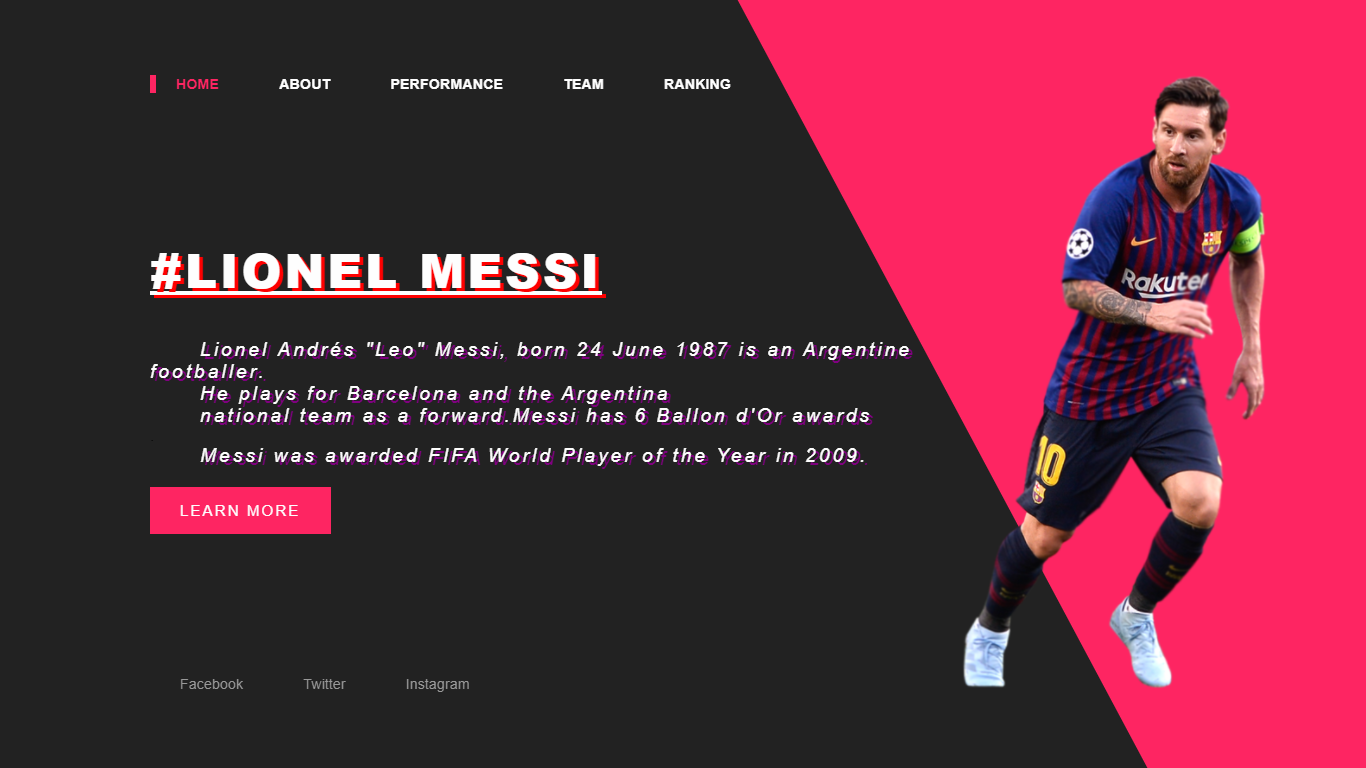 HOME ABOUT PERFORMANCE TEAM RANKING
#LIONEL MESSI
Lionel Andrés "Leo" Messi, born 24 June 1987 is an Argentine
footballer.
He plays for Barcelona and the Argentina
national team as a forward.Messi has 6 Ballon d'Or awards
Messi was awarded FIFA World Player of the Year in 2009.
LEARN MORE
Rakuten
10
Facebook Twitter Instagram